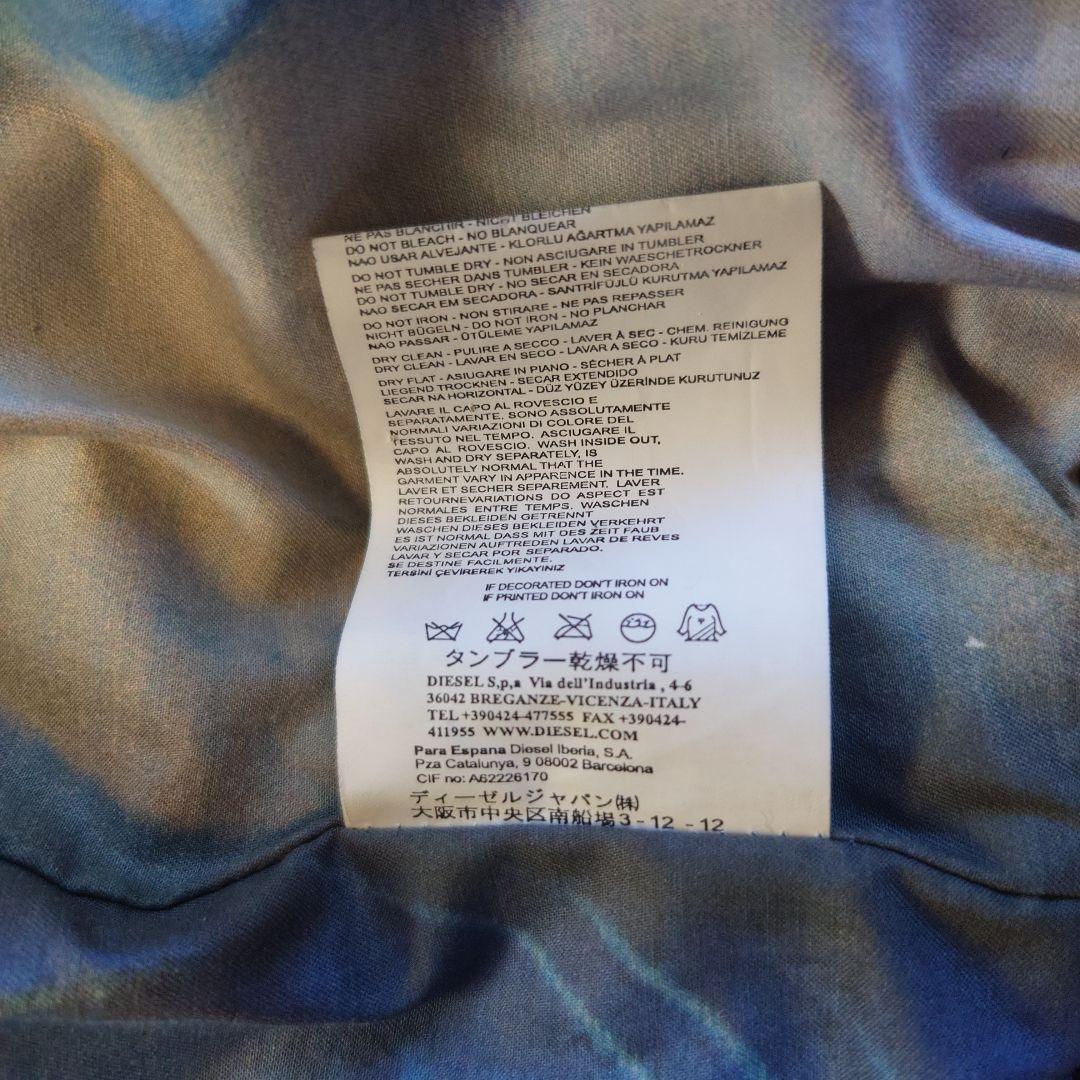 NE PAS BLANCHIR - NICHT BLEICHEN
DO NOT BLEACH - NO BLANQUEAR
NAO USAR ALVEJANTE - KLORLU AĞARTMA YAPILAMAZ
DO NOT TUMBLE DRY - NON ASCIUGARE IN TUMBLER
NE PAS SECHER DANS TUMBLER - KEIN WAESCHETROCKNER
DO NOT TUMBLE DRY - NO SECAR EN SECADORA
NAO SECAR EM SECADORA - SANTRİFÜJLÜ KURUTMA YAPILAMAZ
DO NOT IRON - NON STIRARE - NE PAS REPASSER
NICHT BÜGELN - DO NOT IRON - NO PLANCHAR
NAO PASSAR - ÜTÜLEME YAPILAMAZ
DRY CLEAN - PULIRE A SECCO - LAVER À SEC - CHEM. REINIGUNG
DRY CLEAN - LAVAR EN SECO - LAVAR A SECO - KURU TEMİZLEME
DRY FLAT - ASIUGARE IN PIANO - SÉCHER À PLAT
LIEGEND TROCKNEN - SECAR EXTENDIDO
SECAR NA HORIZONTAL - DÜZ YÜZEY ÜZERİNDE KURUTUNUZ
LAVARE IL CAPO AL ROVESCIO E
SEPARATAMENTE. SONO ASSOLUTAMENTE
NORMALI VARIAZIONI DI COLORE DEL
TESSUTO NEL TEMPO. ASCIUGARE IL
CAPO AL ROVESCIO. WASH INSIDE OUT,
WASH AND DRY SEPARATELY, IS
ABSOLUTELY NORMAL THAT THE
GARMENT VARY IN APPARENCE IN THE TIME.
LAVER ET SECHER SEPAREMENT. LAVER
RETOURNEVARIATIONS DO ASPECT EST
NORMALES ENTRE TEMPS. WASCHEN
DIESES BEKLEIDEN GETRENNT
WASCHEN DIESES BEKLEIDEN VERKEHRT
ES IST NORMAL DASS MIT DES ZEIT FAUB
VARIAZIONEN AUFTREDEN LAVAR DE REVES
LAVAR Y SECAR POR SEPARADO.
SE DESTINE FACILMENTE.
TERSİNİ ÇEVİREREK YIKAYINIZ
IF DECORATED DON'T IRON ON
IF PRINTED DON'T IRON ON
タンブラー乾燥不可
DIESEL S,p,a Via dell'Industria , 4-6
36042 BREGANZE-VICENZA-ITALY
TEL +390424-477555 FAX +390424-
411955 WWW.DIESEL.COM
Para Espana Diesel Iberia, S.A.
Pza Catalunya, 9 08002 Barcelona
CIF no: A62226170
ディーゼルジャパン(株)
大阪市中央区南船場3-12-12